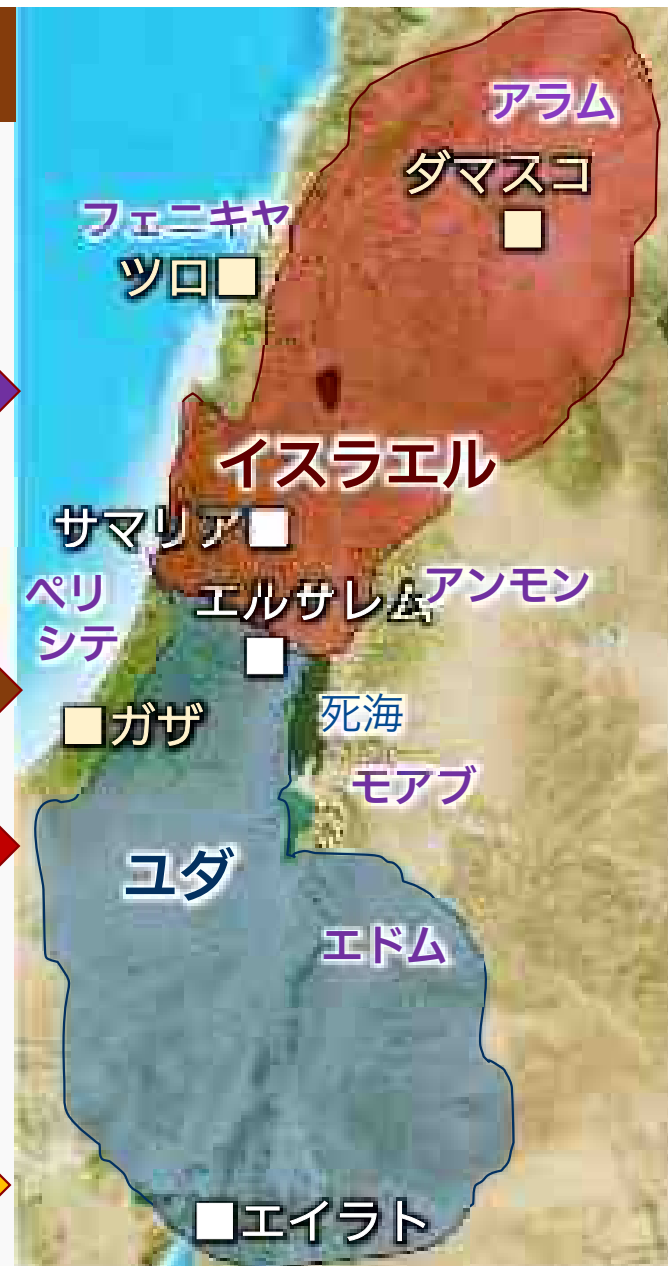 アラム
ダマスコ
フェニキヤ
ツロ
イスラエル
サマリア
ペリ
シテ
アンモン
エルサレム
ガザ
死海
モアブ
ユダ
エドム
エイラト